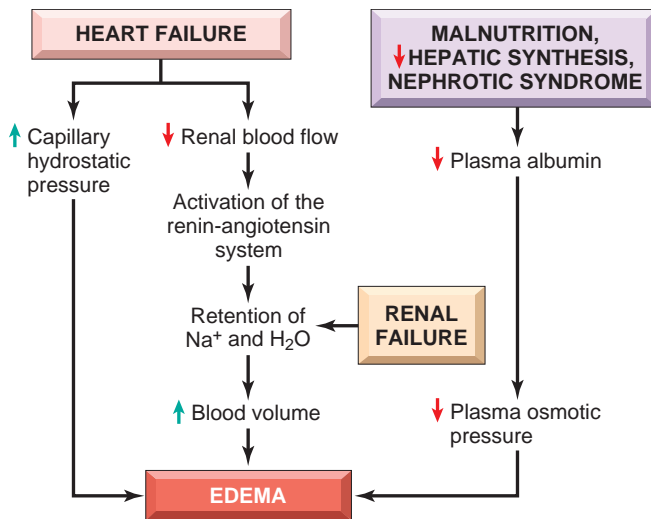 HEART FAILURE
MALNUTRITION,
HEPATIC SYNTHESIS,
NEPHROTIC SYNDROME
Capillary
hydrostatic
pressure
Renal blood flow
Plasma albumin
Activation of the
renin-angiotensin
system
Retention of
Na⁺ and H₂O
RENAL
FAILURE
Blood volume
Plasma osmotic
pressure
EDEMA